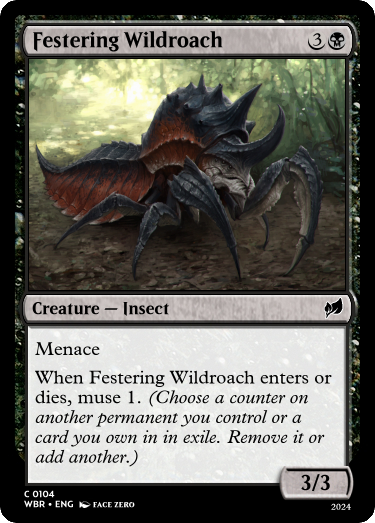 Festering Wildroach 3
Creature — Insect
Menace
When Festering Wildroach enters or
dies, muse 1. (Choose a counter on
another permanent you control or a
card you own in in exile. Remove it or
add another.)
3/3
C 0104
WBR • ENG FACE ZERO
2024